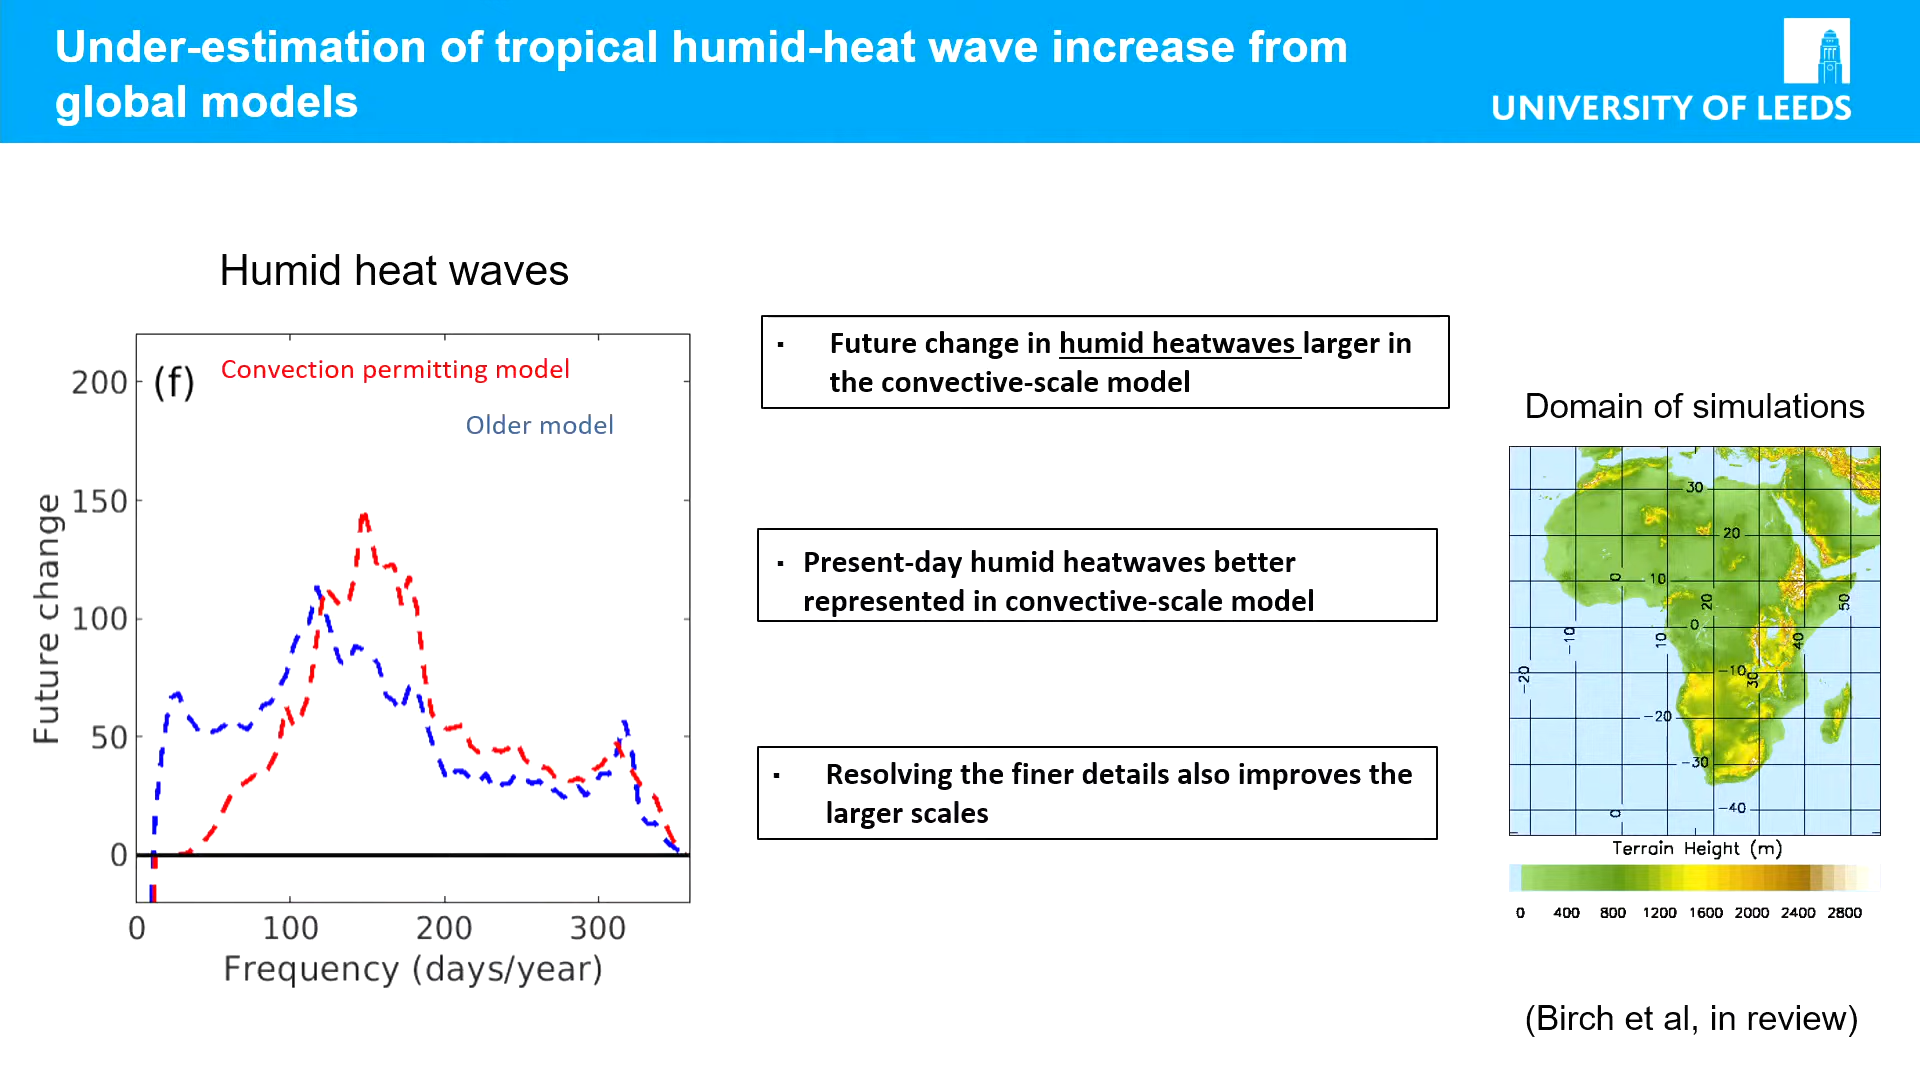 Under-estimation of tropical humid-heat wave increase from
global models
UNIVERSITY OF LEEDS
Humid heat waves
(f)
Convection permitting model
Older model
Future change
200
150
100
50
0
0 100 200 300
Frequency (days/year)
▪ Future change in humid heatwaves larger in
the convective-scale model
▪ Present-day humid heatwaves better
represented in convective-scale model
▪ Resolving the finer details also improves the
larger scales
Domain of simulations
30
20
0 10
20 50
-10 10 0 40
-20 -10 30
-20
-30
0 -40
Terrain Height (m)
0 400 800 1200 1600 2000 2400 2800
(Birch et al, in review)